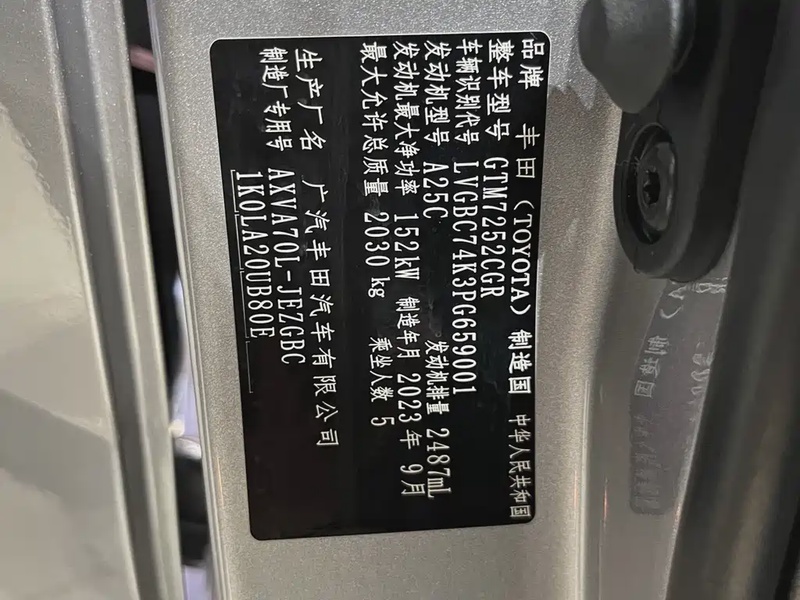 品牌 丰田（TOYOTA） 制造国 中华人民共和国
整车型号 GTM7252CGR
车辆识别代号 LVGBC74K3PG659001
发动机型号 A25C 发动机排量 2487mL
发动机最大净功率 152kW 制造年月 2023年9月
最大允许总质量 2030kg 乘坐人数 5
生产厂名 广汽丰田汽车有限公司
制造厂专用号 AXVA70L-JEZGBC
1K0LA20UB80E
制造国